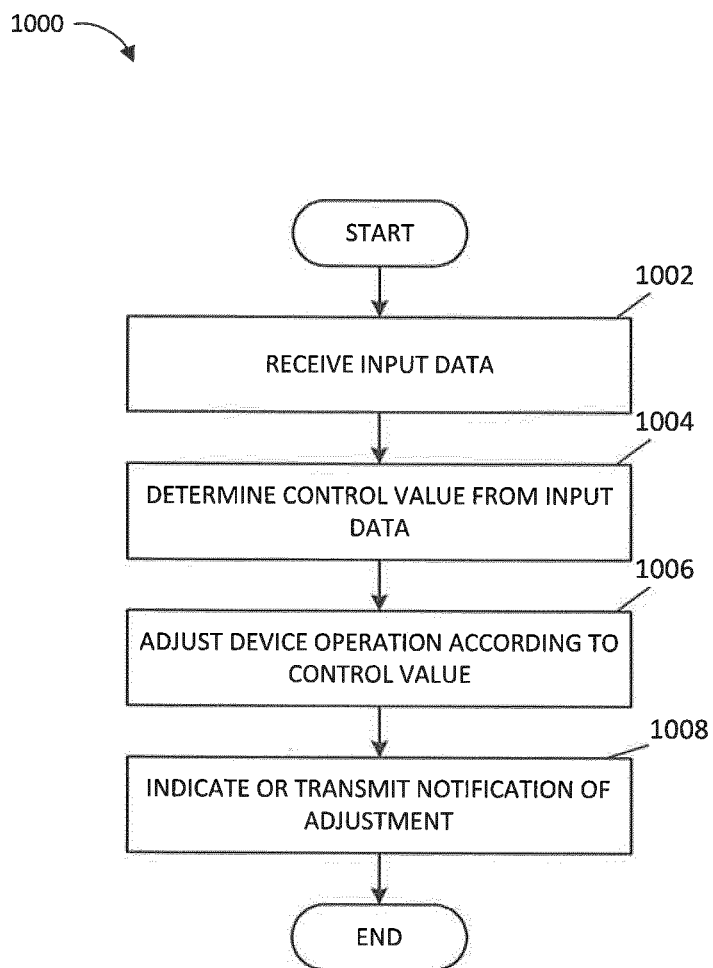 1000
START
1002
RECEIVE INPUT DATA
1004
DETERMINE CONTROL VALUE FROM INPUT
DATA
1006
ADJUST DEVICE OPERATION ACCORDING TO
CONTROL VALUE
1008
INDICATE OR TRANSMIT NOTIFICATION OF
ADJUSTMENT
END